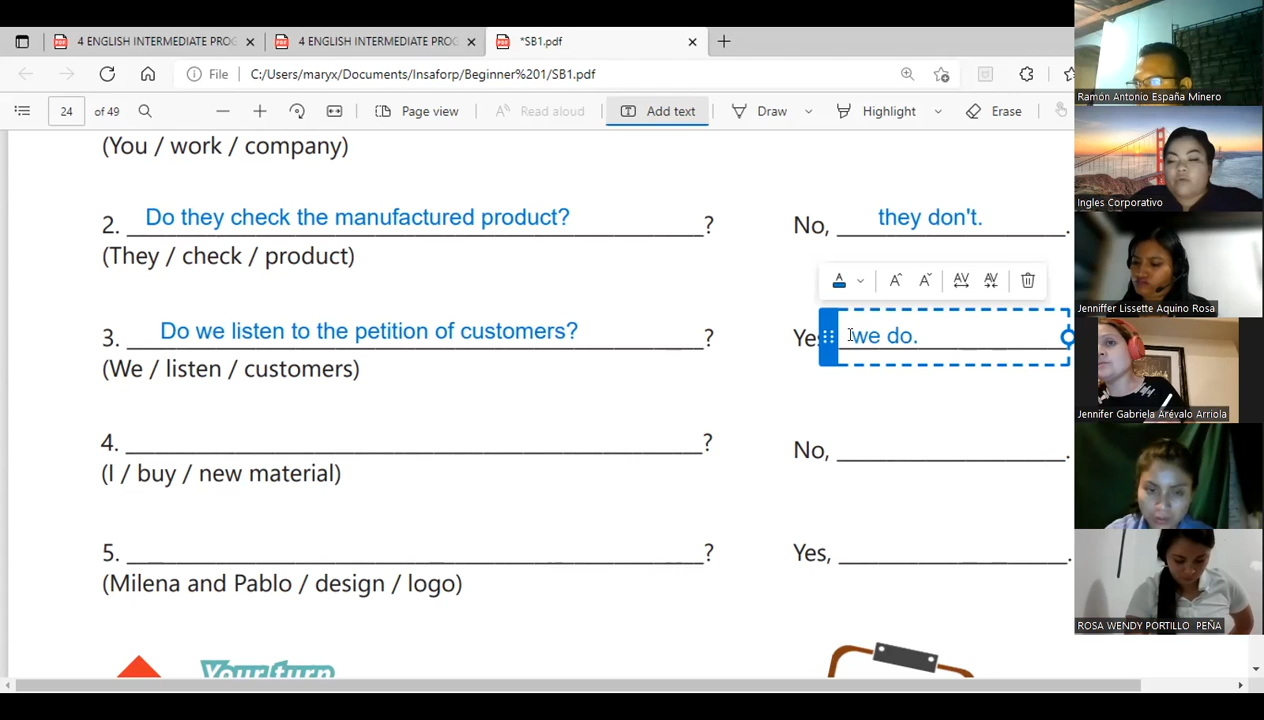 4 ENGLISH INTERMEDIATE PROG
4 ENGLISH INTERMEDIATE PROG
*SB1.pdf
File
C:/Users/maryx/Documents/Insaforp/Beginner%201/SB1.pdf
24 of 49
Page view
Read aloud
Add text
Draw
Highlight
Erase
(You / work / company)
2. Do they check the manufactured product? ?
No, they don't.
(They / check / product)
3. Do we listen to the petition of customers? ?
Yes we do.
(We / listen / customers)
4. ?
No, .
(I / buy / new material)
5. ?
Yes, .
(Milena and Pablo / design / logo)
Your turn
Ramón Antonio España Minero
Ingles Corporativo
Jenniffer Lissette Aquino Rosa
Jennifer Gabriela Arévalo Arriola
ROSA WENDY PORTILLO PEÑA